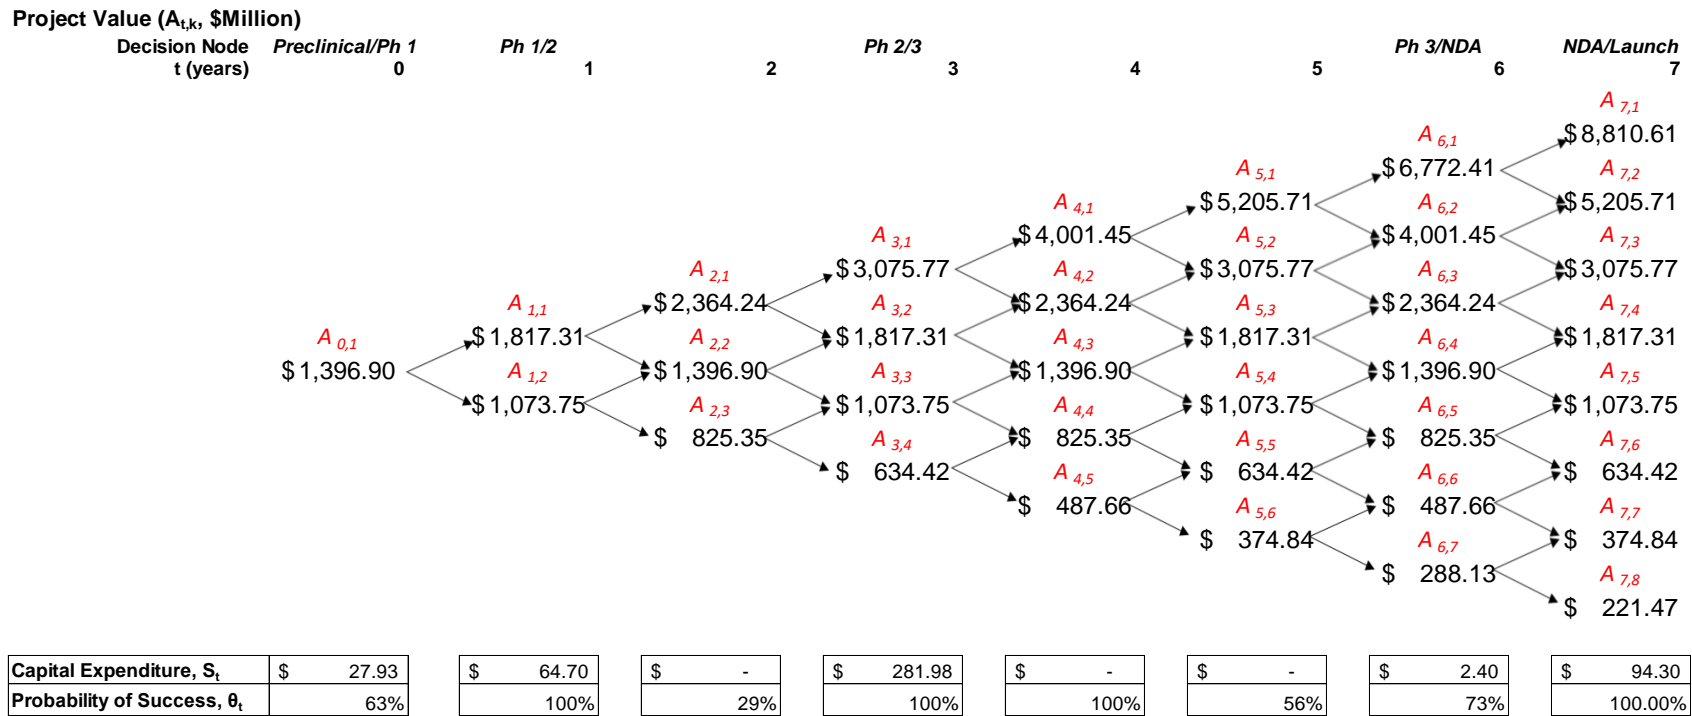 Project Value (At,k, $Million)
Decision Node Preclinical/Ph 1 Ph 1/2 Ph 2/3 Ph 3/NDA NDA/Launch
t (years) 0 1 2 3 4 5 6 7
A 7,1
A 6,1 $ 8,810.61
A 5,1 $ 6,772.41 A 7,2
A 4,1 $ 5,205.71 A 6,2 $ 5,205.71
A 3,1 $ 4,001.45 A 5,2 $ 4,001.45 A 7,3
A 2,1 $ 3,075.77 A 4,2 $ 3,075.77 A 6,3 $ 3,075.77
A 1,1 $ 2,364.24 A 3,2 $ 2,364.24 A 5,3 $ 2,364.24 A 7,4
A 0,1 $ 1,817.31 A 2,2 $ 1,817.31 A 4,3 $ 1,817.31 A 6,4 $ 1,817.31
$ 1,396.90 A 1,2 $ 1,396.90 A 3,3 $ 1,396.90 A 5,4 $ 1,396.90 A 7,5
$ 1,073.75 A 2,3 $ 1,073.75 A 4,4 $ 1,073.75 A 6,5 $ 1,073.75
$ 825.35 A 3,4 $ 825.35 A 5,5 $ 825.35 A 7,6
$ 634.42 A 4,5 $ 634.42 A 6,6 $ 634.42
$ 487.66 A 5,6 $ 487.66 A 7,7
$ 374.84 A 6,7 $ 374.84
$ 288.13 A 7,8
$ 221.47
Capital Expenditure, St $ 27.93 $ 64.70 $ - $ 281.98 $ - $ - $ 2.40 $ 94.30
Probability of Success, θt 63% 100% 29% 100% 100% 56% 73% 100.00%